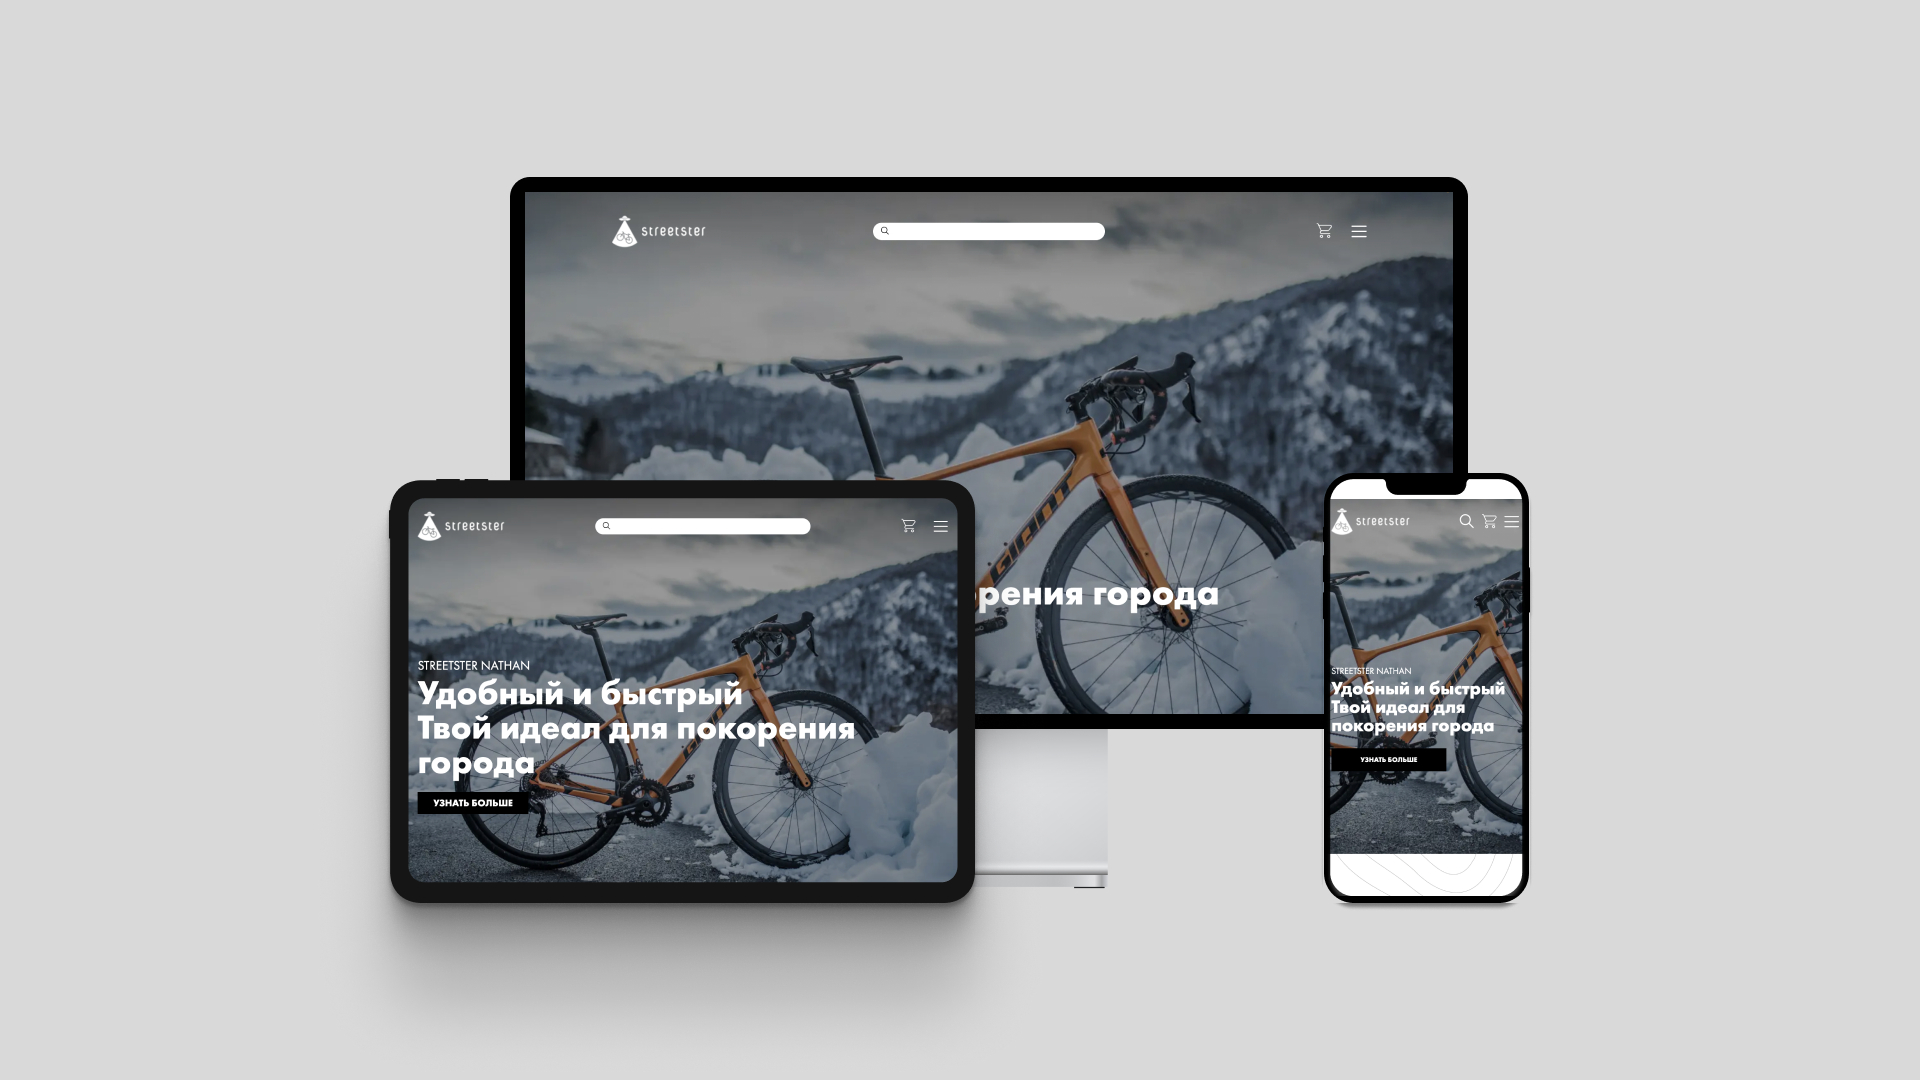 streetster
рения города
GIANT
streetster
STREETSTER NATHAN
Удобный и быстрый
Твой идеал для покорения
города
УЗНАТЬ БОЛЬШЕ
streetster
STREETSTER NATHAN
Удобный и быстрый
Твой идеал для
покорения города
УЗНАТЬ БОЛЬШЕ